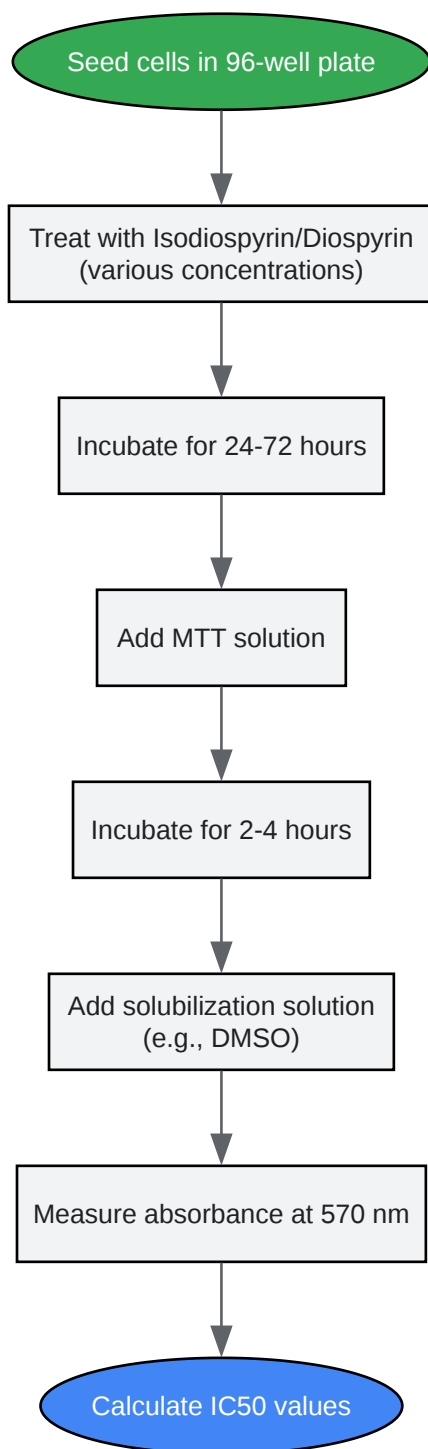 Seed cells in 96-well plate
Treat with Isodiospyrin/Diospyrin
(various concentrations)
Incubate for 24-72 hours
Add MTT solution
Incubate for 2-4 hours
Add solubilization solution
(e.g., DMSO)
Measure absorbance at 570 nm
Calculate IC50 values